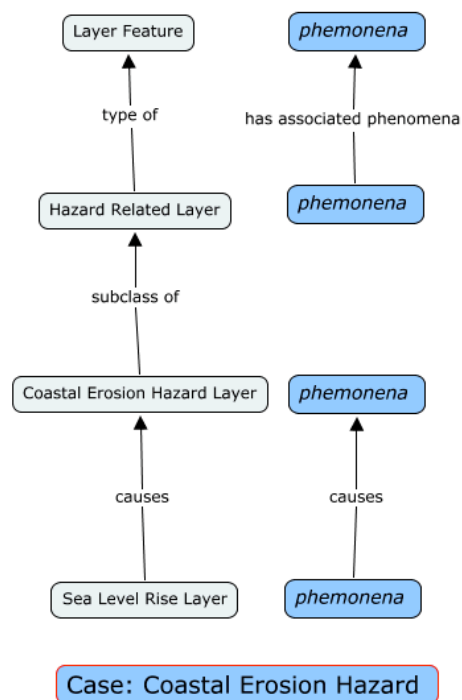 Layer Feature
phemonena
type of
has associated phenomena
Hazard Related Layer
phemonena
subclass of
Coastal Erosion Hazard Layer
phemonena
causes
causes
Sea Level Rise Layer
phemonena
Case: Coastal Erosion Hazard